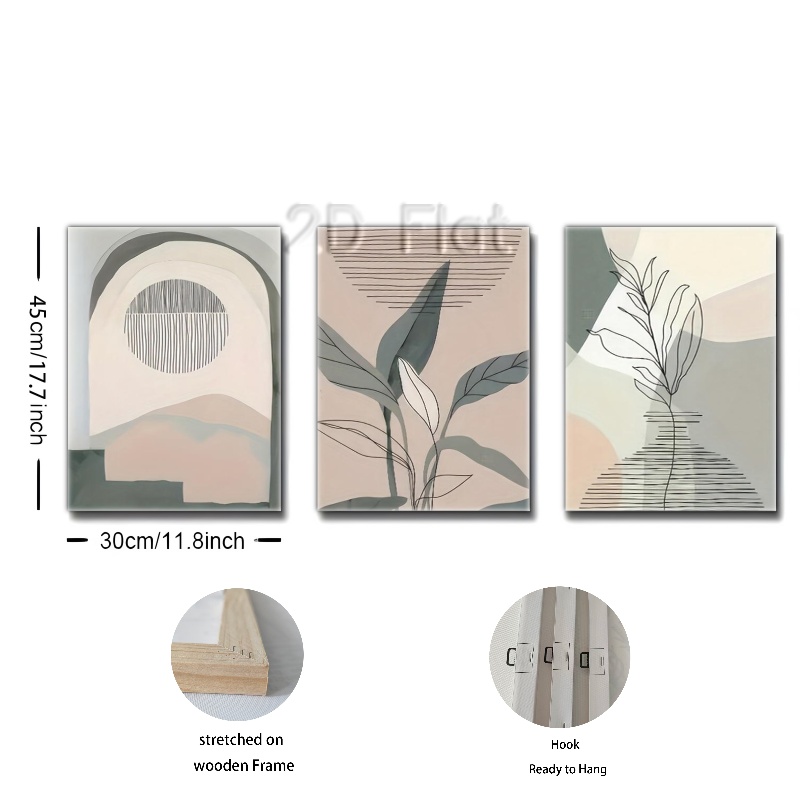 2D Flat
45cm/17.7inch
30cm/11.8inch
stretched on
wooden Frame
Hook
Ready to Hang